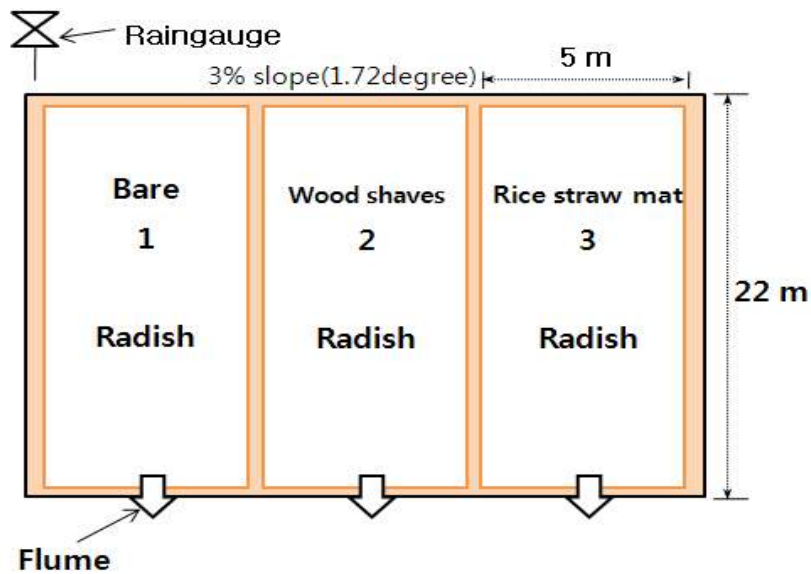 Raingauge
3% slope(1.72degree)
5 m
Bare
1
Radish
Wood shaves
2
Radish
Rice straw mat
3
Radish
22 m
Flume